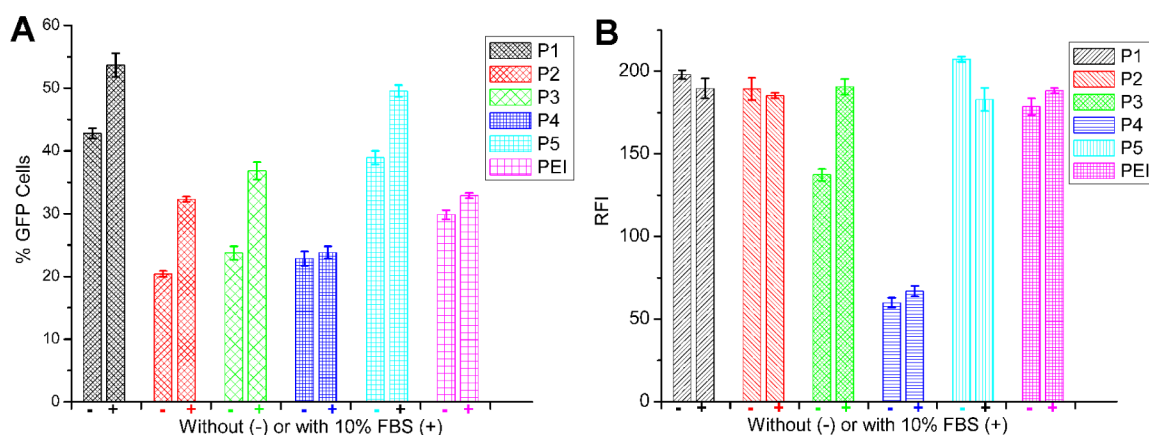 A
% GFP Cells
60
50
40
30
20
10
0
P1
P2
P3
P4
P5
PEI
- + - + - + - + - + - +
Without (-) or with 10% FBS (+)
B
RFI
200
150
100
50
0
P1
P2
P3
P4
P5
PEI
- + - + - + - + - + - +
Without (-) or with 10% FBS (+)